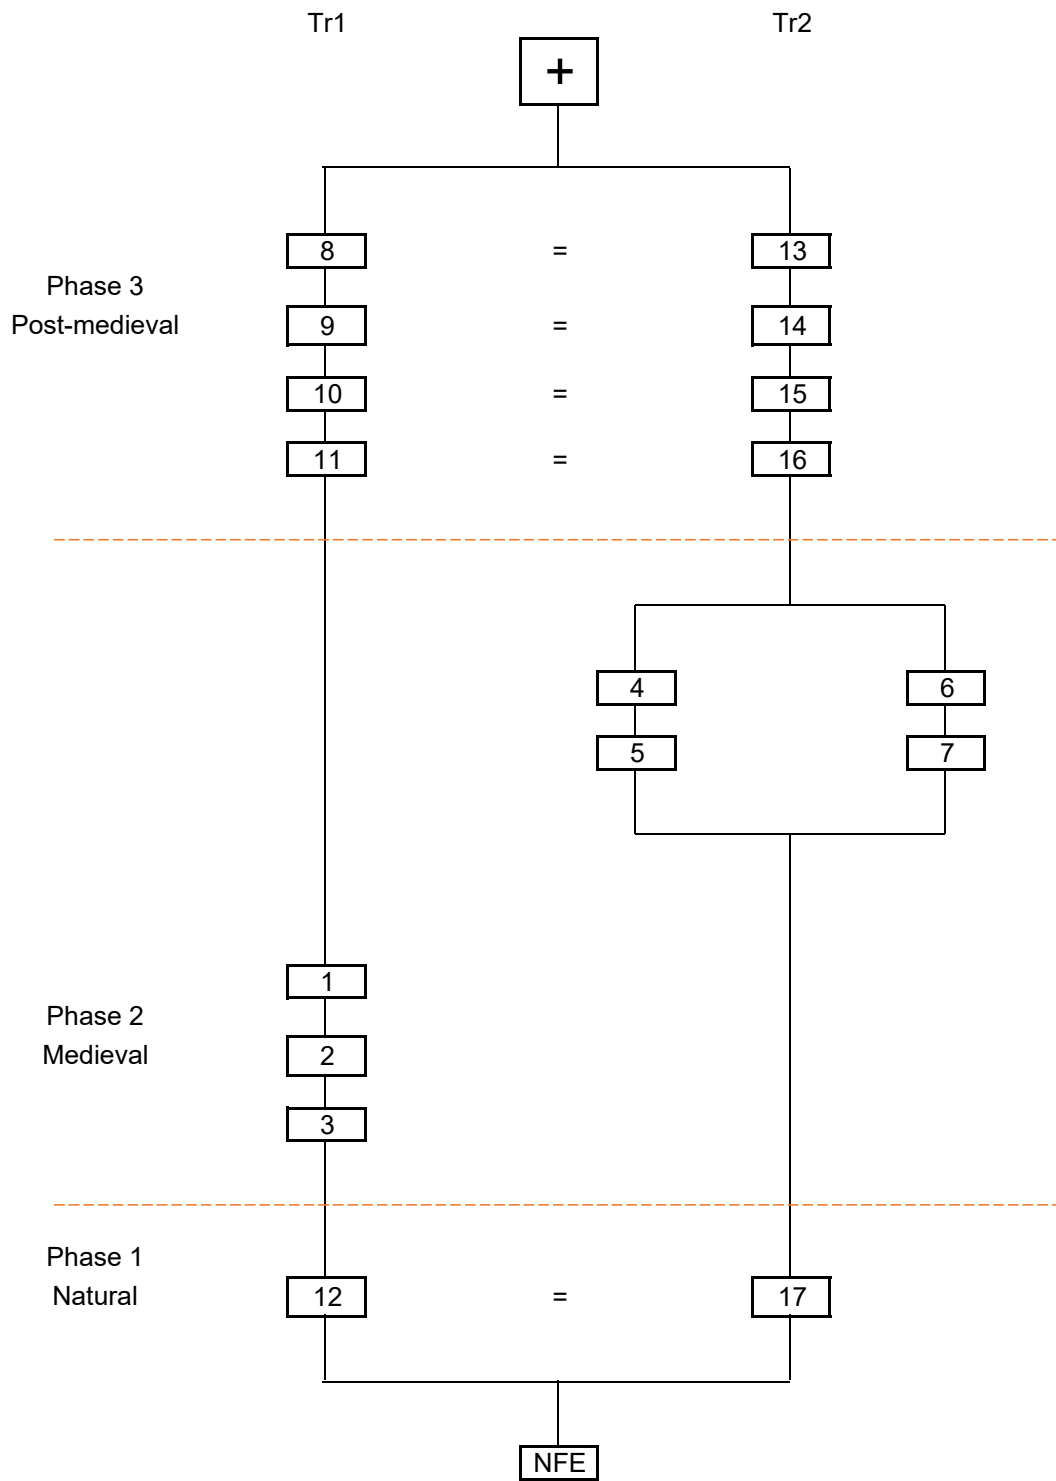 Tr1 Tr2
+
8 = 13
Phase 3
Post-medieval
9 = 14
10 = 15
11 = 16
4 6
5 7
1
Phase 2
Medieval
2
3
Phase 1
Natural
12 = 17
NFE